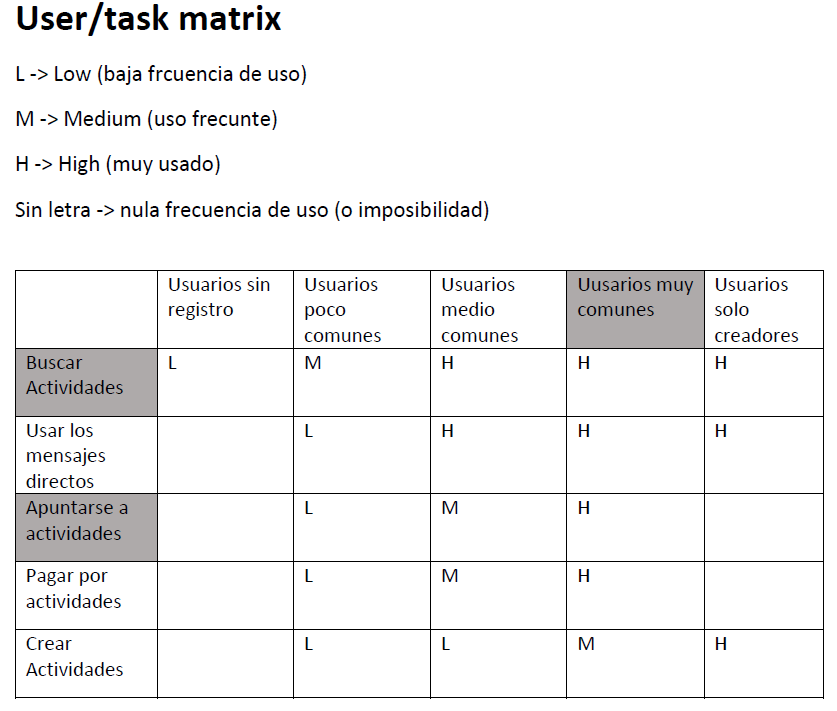 User/task matrix
L -> Low (baja frcuencia de uso)
M -> Medium (uso frecunte)
H -> High (muy usado)
Sin letra -> nula frecuencia de uso (o imposibilidad)
Usuarios sin registro
Usuarios poco comunes
Usuarios medio comunes
Uusarios muy comunes
Usuarios solo creadores
Buscar Actividades
L
M
H
H
H
Usar los mensajes directos
L
H
H
H
Apuntarse a actividades
L
M
H
Pagar por actividades
L
M
H
Crear Actividades
L
L
M
H